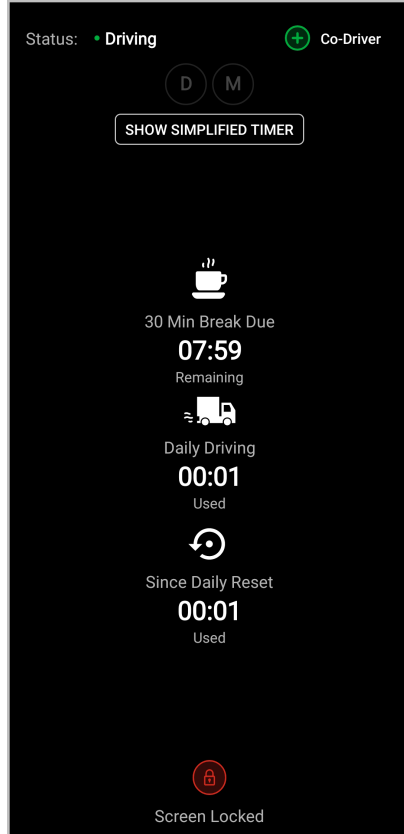 Status: • Driving
Co-Driver
D M
SHOW SIMPLIFIED TIMER
30 Min Break Due
07:59
Remaining
Daily Driving
00:01
Used
Since Daily Reset
00:01
Used
Screen Locked